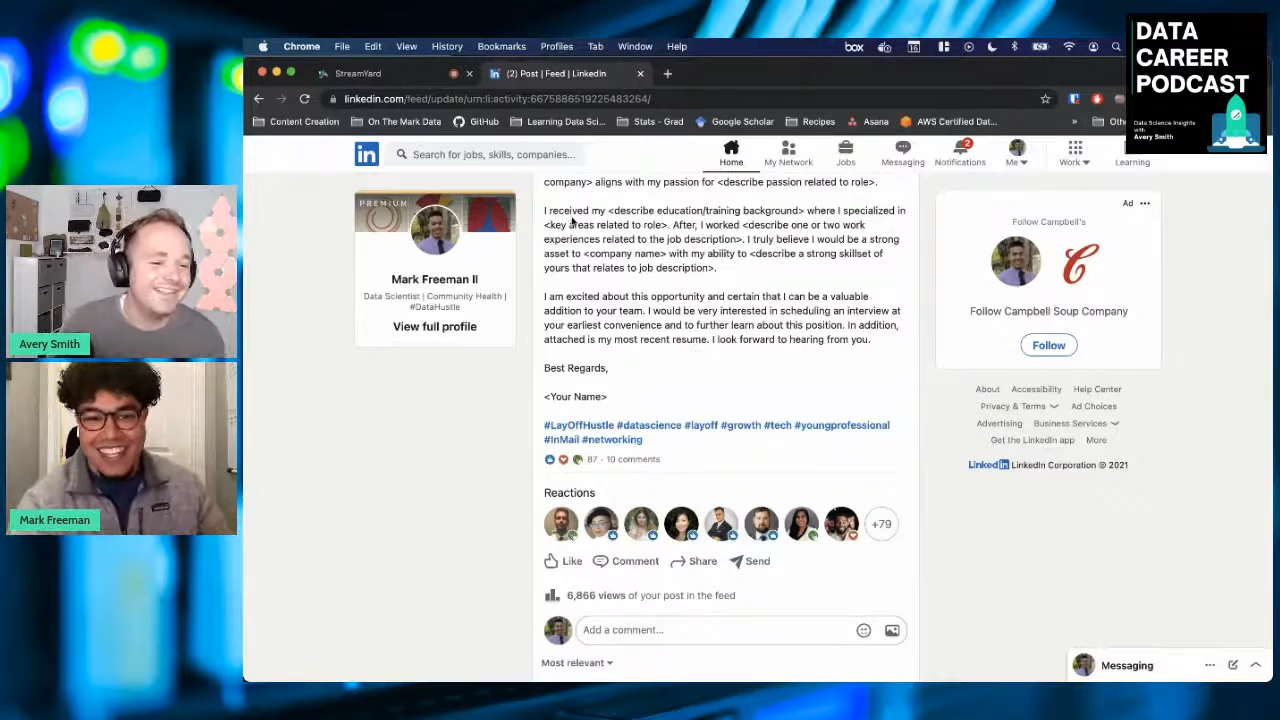 Chrome File Edit View History Bookmarks Profiles Tab Window Help
box
16
DATA
CAREER
PODCAST
Data Science Insights
with
Avery Smith
StreamYard
(2) Post | Feed | LinkedIn
linkedin.com/feed/update/urn:li:activity:6675886519225483264/
Content Creation On The Mark Data GitHub Learning Data Sci... Stats - Grad Google Scholar Recipes Asana AWS Certified Dat...
in
Search for jobs, skills, companies...
Home My Network Jobs Messaging 2 Notifications Me Work Learning
company> aligns with my passion for <describe passion related to role>.
I received my <describe education/training background> where I specialized in
<key areas related to role>. After, I worked <describe one or two work
experiences related to the job description>. I truly believe I would be a strong
asset to <company name> with my ability to <describe a strong skillset of
yours that relates to job description>.
I am excited about this opportunity and certain that I can be a valuable
addition to your team. I would be very interested in scheduling an interview at
your earliest convenience and to further learn about this position. In addition,
attached is my most recent resume. I look forward to hearing from you.
Best Regards,
<Your Name>
#LayOffHustle #datascience #layoff #growth #tech #youngprofessional
#InMail #networking
87 · 10 comments
Reactions
+79
Like Comment Share Send
6,866 views of your post in the feed
Add a comment...
Most relevant
PREMIUM
Mark Freeman II
Data Scientist | Community Health |
#DataHustle
View full profile
Ad
Follow Campbell's
Follow Campbell Soup Company
Follow
About Accessibility Help Center
Privacy & Terms Ad Choices
Advertising Business Services
Get the LinkedIn app More
LinkedIn LinkedIn Corporation © 2021
Messaging
Avery Smith
Mark Freeman